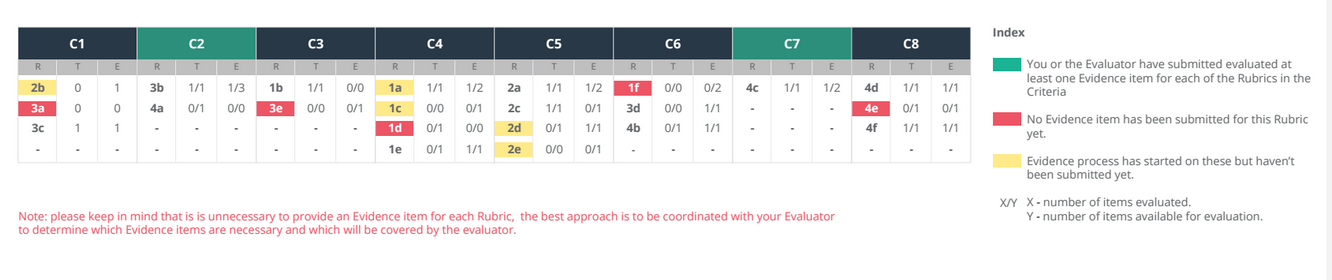 C1 C2 C3 C4 C5 C6 C7 C8
R T E R T E R T E R T E R T E R T E R T E R T E
2b 0 1 3b 1/1 1/3 1b 1/1 0/0 1a 1/1 1/2 2a 1/1 1/2 1f 0/0 0/2 4c 1/1 1/2 4d 1/1 1/1
3a 0 0 4a 0/1 0/0 3e 0/0 0/1 1c 0/0 0/1 2c 1/1 0/1 3d 0/0 1/1 - - - 4e 0/1 0/1
3c 1 1 - - - - - - 1d 0/1 0/0 2d 0/1 1/1 4b 0/1 1/1 - - - 4f 1/1 1/1
- - - - - - - - - 1e 0/1 1/1 2e 0/0 0/1 - - - - - - - - -
Note: please keep in mind that is is unnecessary to provide an Evidence item for each Rubric, the best approach is to be coordinated with your Evaluator
to determine which Evidence items are necessary and which will be covered by the evaluator.
Index
You or the Evaluator have submitted evaluated at
least one Evidence item for each of the Rubrics in the
Criteria
No Evidence item has been submitted for this Rubric
yet.
Evidence process has started on these but haven't
been submitted yet.
X/Y X - number of items evaluated.
Y - number of items available for evaluation.